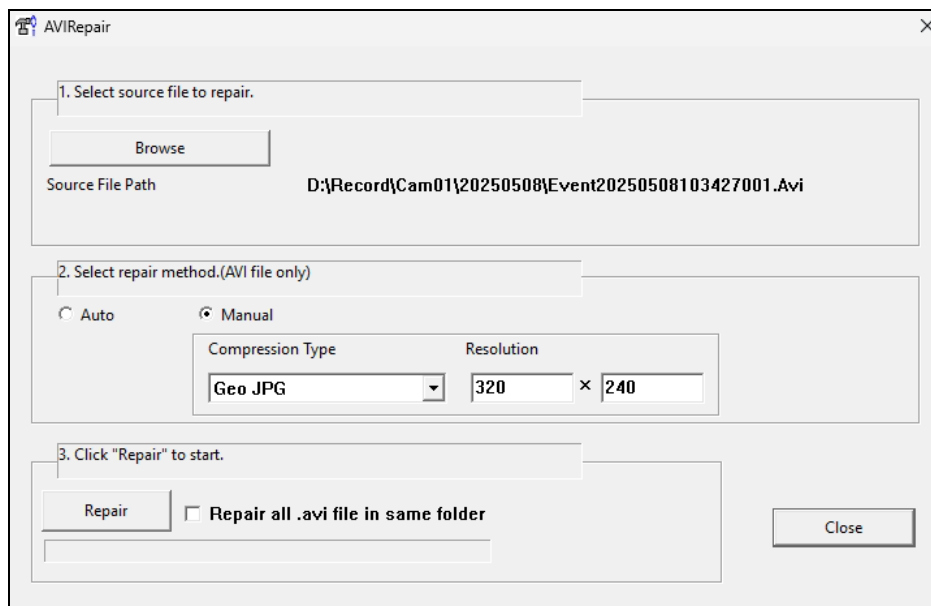 AVIRepair
1. Select source file to repair.
Browse
Source File Path D:\Record\Cam01\20250508\Event20250508103427001.Avi
2. Select repair method.(AVI file only)
Auto Manual
Compression Type Resolution
Geo JPG 320 × 240
3. Click "Repair" to start.
Repair Repair all .avi file in same folder
Close